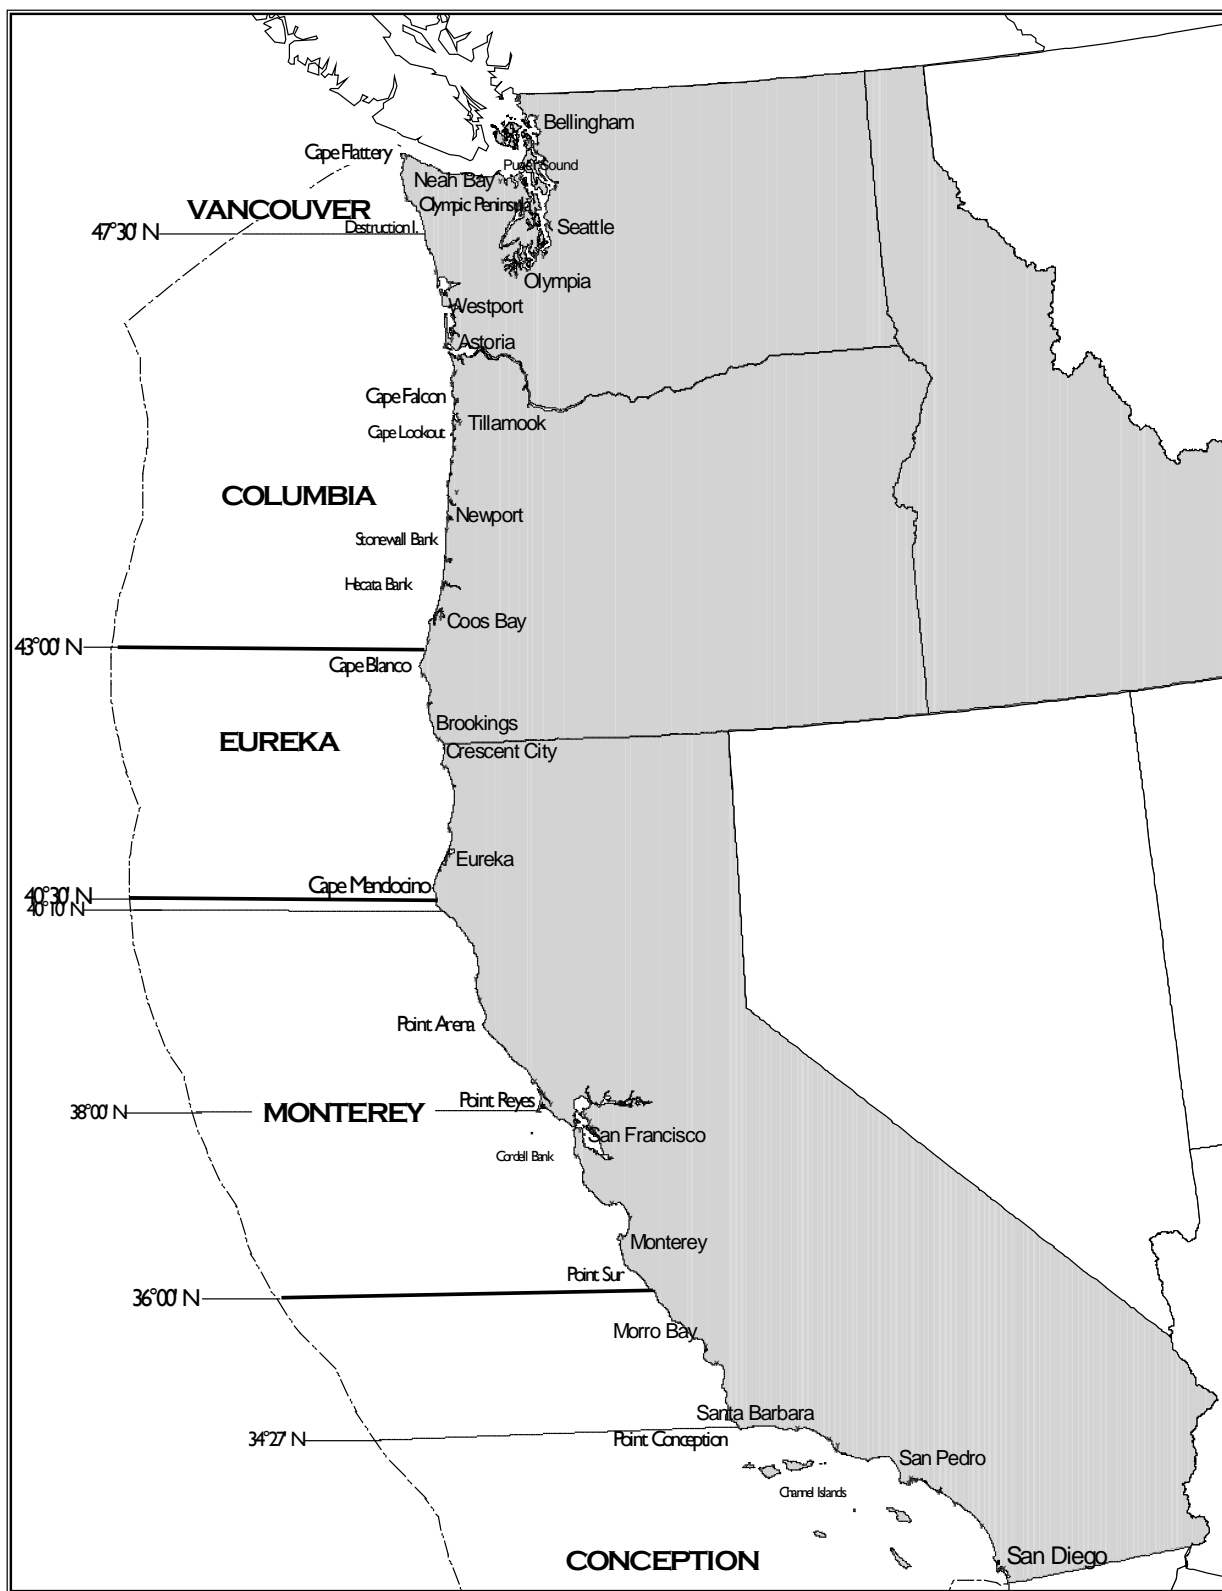 Bellingham
Cape Flattery
Puget Sound
Neah Bay
Olympic Peninsula
VANCOUVER
Destruction I.
47°30' N
Seattle
Olympia
Westport
Astoria
Cape Falcon
Tillamook
Cape Lookout
COLUMBIA
Newport
Stonewall Bank
Hecata Bank
Coos Bay
43°00' N
Cape Blanco
Brookings
EUREKA
Crescent City
Eureka
Cape Mendocino
40°30' N
40°10' N
Point Arena
Point Reyes
38°00' N
MONTEREY
San Francisco
Cordell Bank
Monterey
Point Sur
36°00' N
Morro Bay
Santa Barbara
34°27' N
Point Conception
San Pedro
Channel Islands
CONCEPTION
San Diego